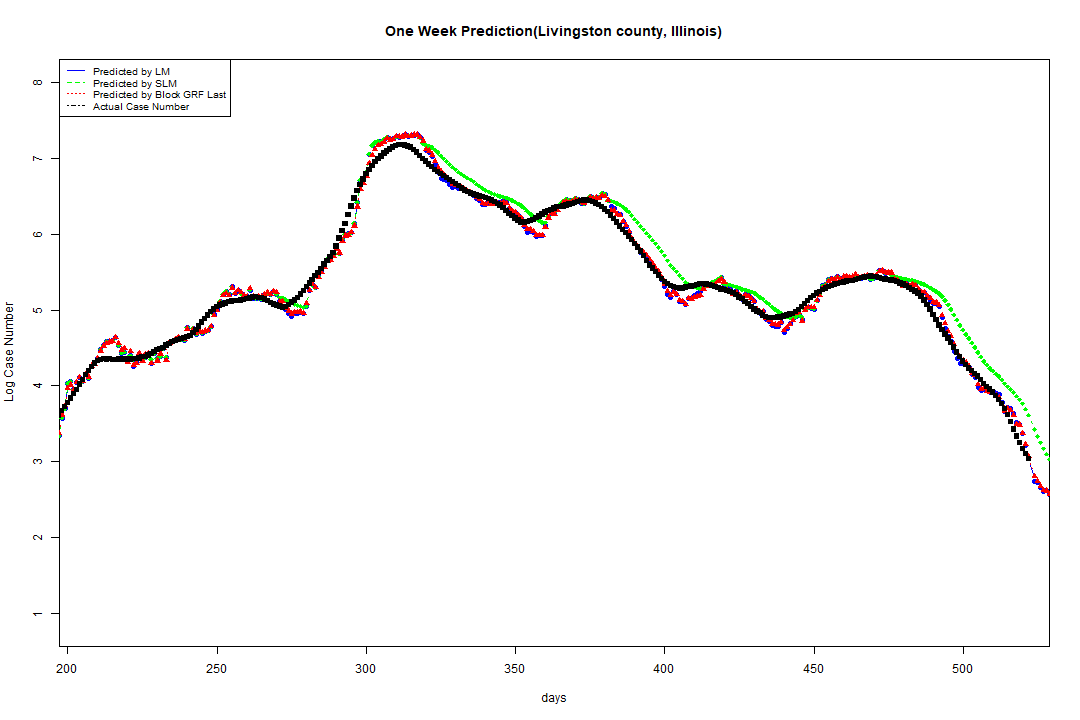 One Week Prediction(Livingston county, Illinois)
Predicted by LM
Predicted by SLM
Predicted by Block GRF Last
Actual Case Number
8
7
6
5
4
3
2
1
Log Case Number
200 250 300 350 400 450 500
days